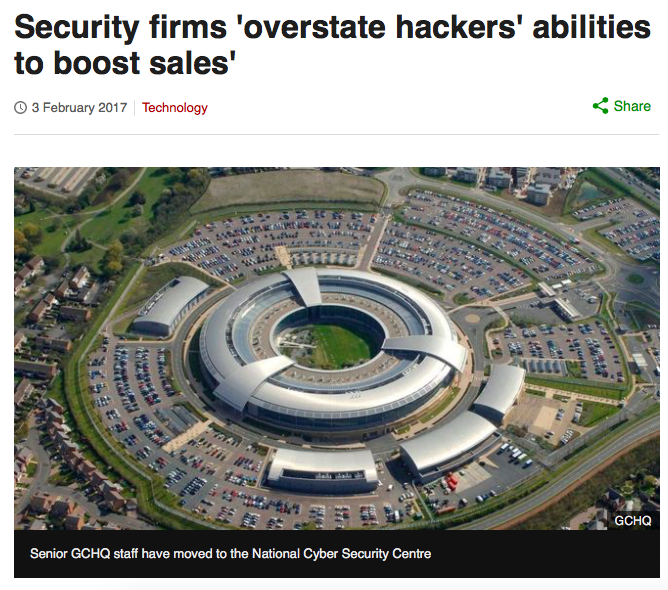 Security firms 'overstate hackers' abilities
to boost sales'
3 February 2017 Technology
Share
GCHQ
Senior GCHQ staff have moved to the National Cyber Security Centre